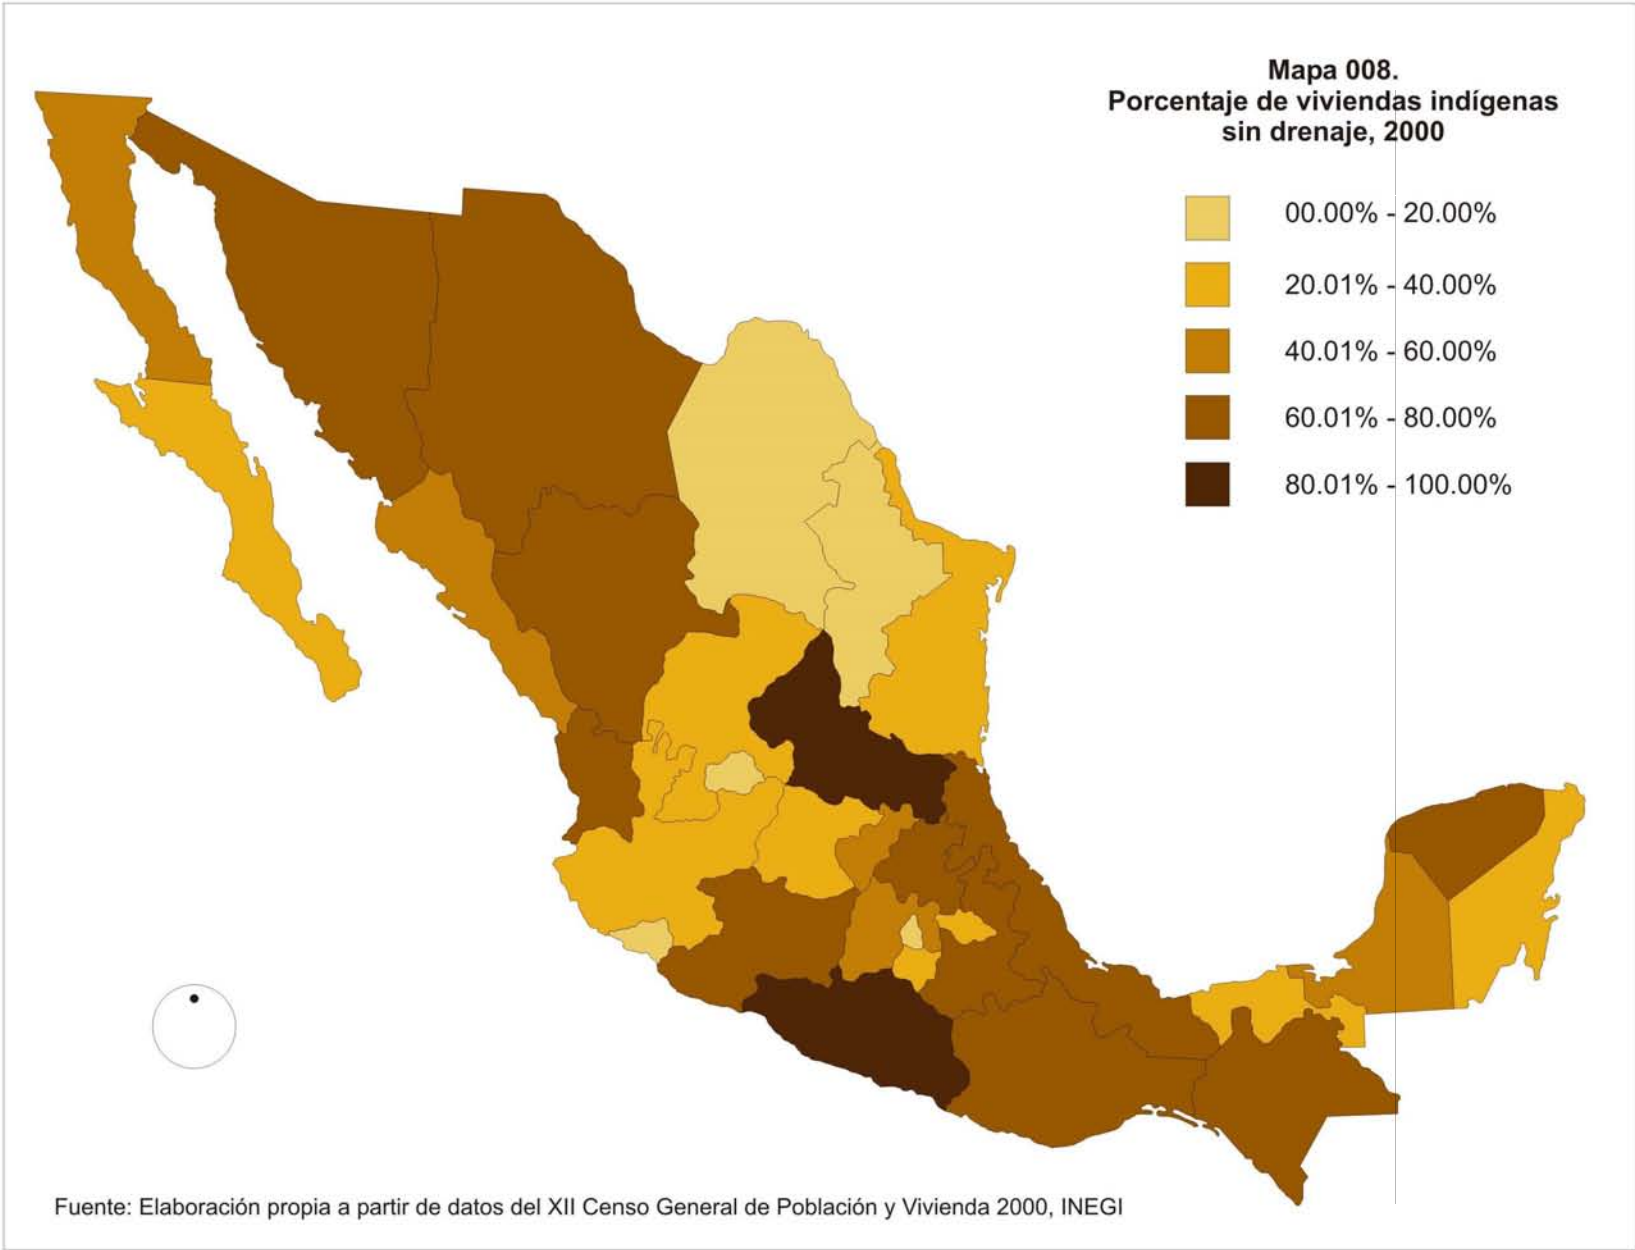 Mapa 008.
Porcentaje de viviendas indígenas
sin drenaje, 2000
00.00% - 20.00%
20.01% - 40.00%
40.01% - 60.00%
60.01% - 80.00%
80.01% - 100.00%
Fuente: Elaboración propia a partir de datos del XII Censo General de Población y Vivienda 2000, INEGI